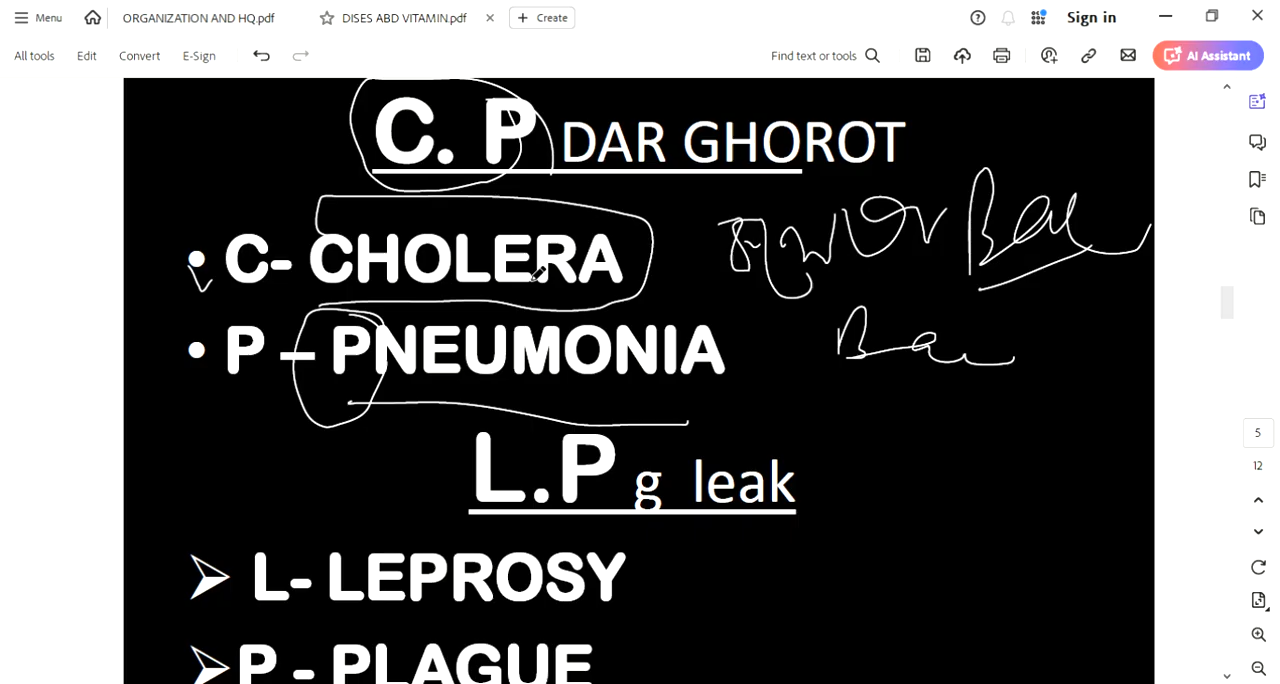 Menu ORGANIZATION AND HQ.pdf DISES ABD VITAMIN.pdf Create Sign in
All tools Edit Convert E-Sign Find text or tools AI Assistant
C. P DAR GHOROT
• C- CHOLERA
• P – PNEUMONIA
L.P g leak
➢ L- LEPROSY
➢P - PLAGUE
5
12